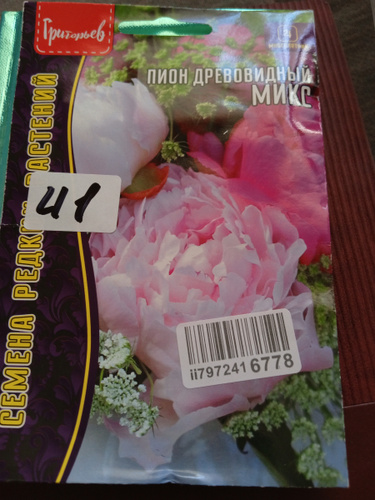 Григорьев
ПИОН ДРЕВОВИДНЫЙ
МИКС
СЕМЕНА РЕДКИХ РАСТЕНИЙ
41
ii7972416778